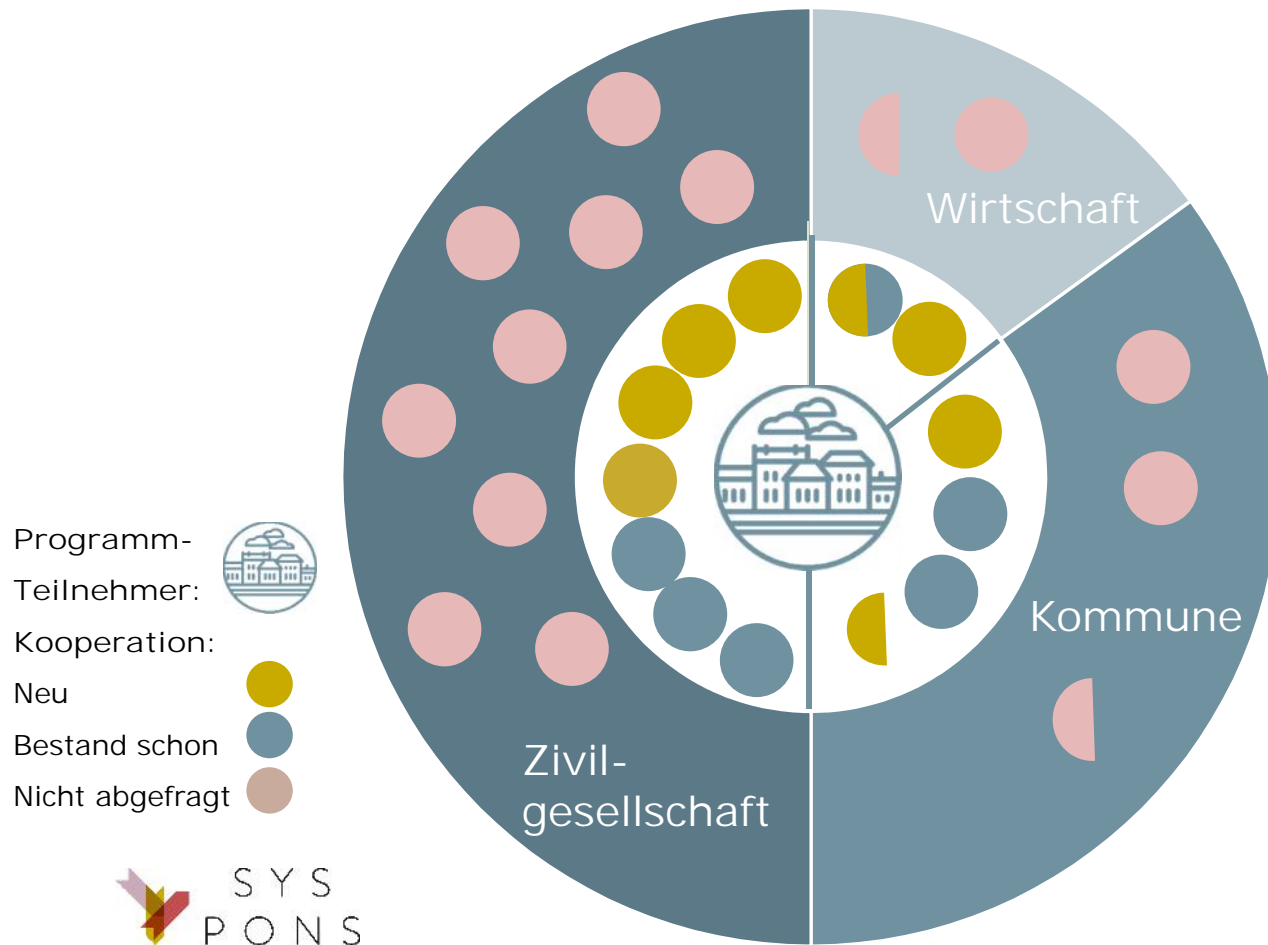 Wirtschaft
Kommune
Zivil-
gesellschaft
Programm-
Teilnehmer:
Kooperation:
Neu
Bestand schon
Nicht abgefragt
SYS
PONS